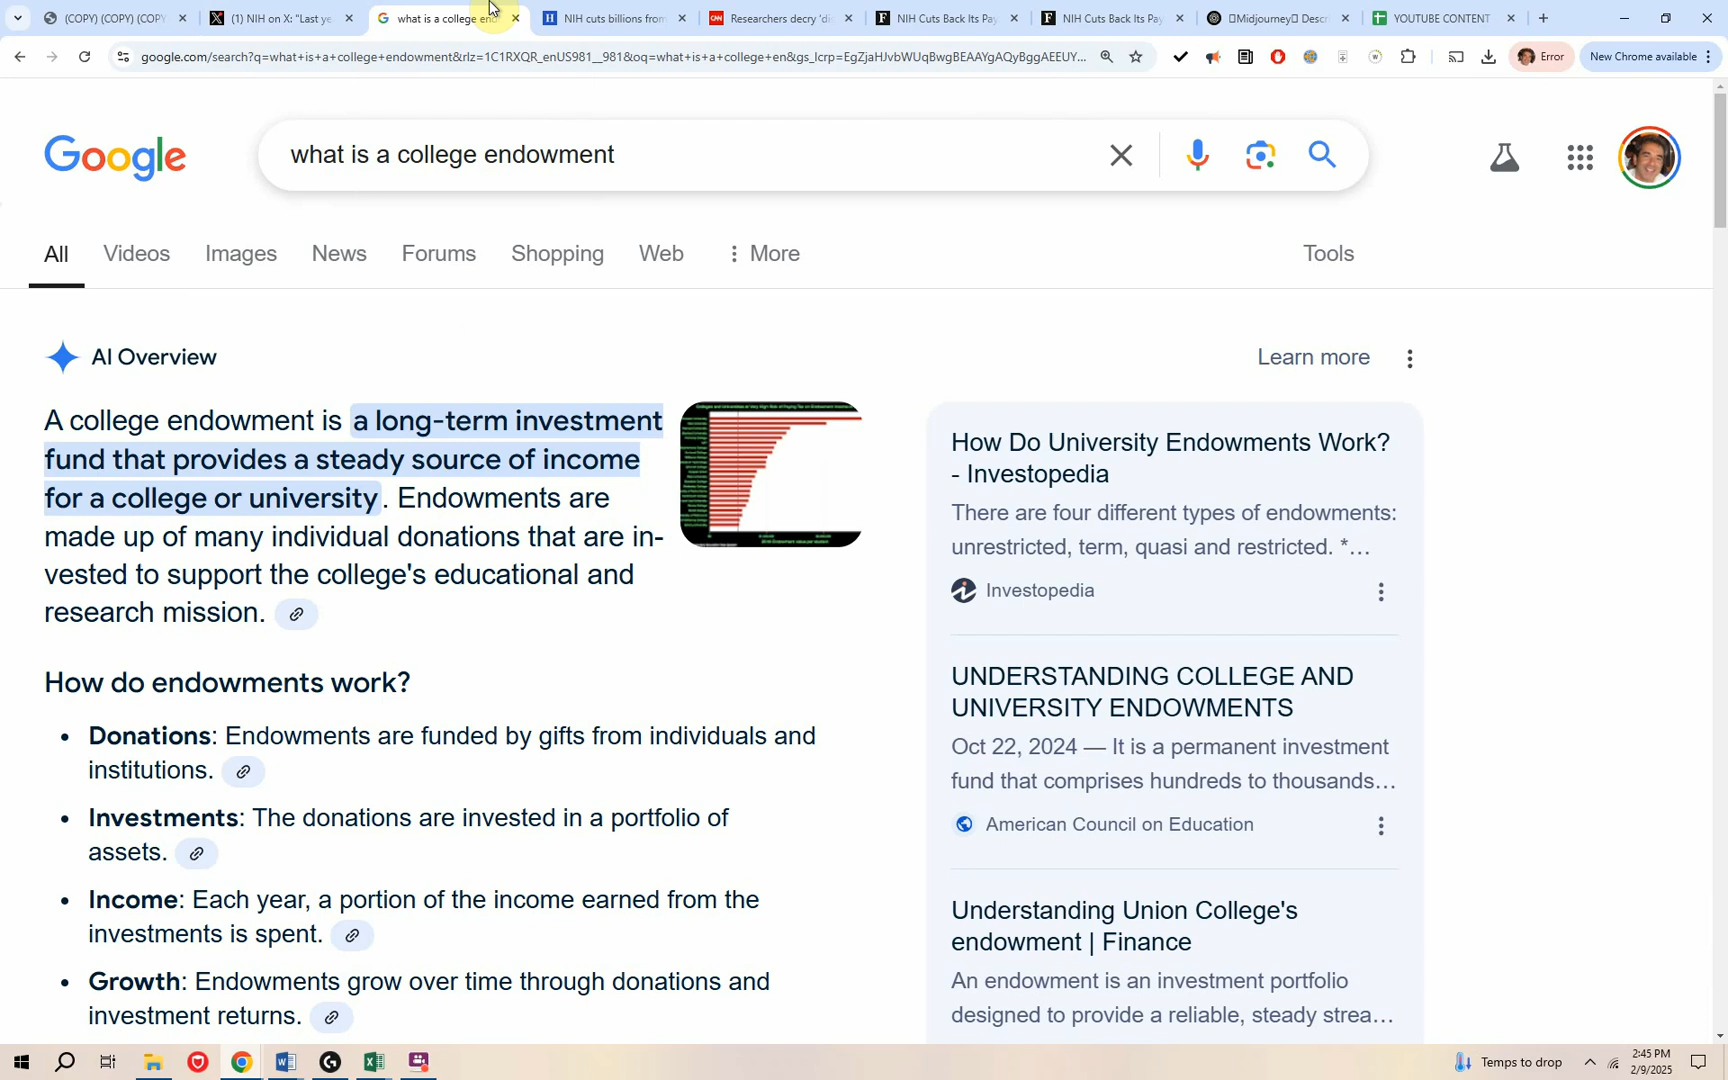 (COPY) (COPY) (COPY
(1) NIH on X: "Last ye
what is a college en
NIH cuts billions from
Researchers decry 'di
NIH Cuts Back Its Pay
NIH Cuts Back Its Pay
Midjourney Descr
YOUTUBE CONTENT
google.com/search?q=what+is+a+college+endowment&rlz=1C1RXQR_enUS981__981&oq=what+is+a+college+en&gs_lcrp=EgZjaHJvbWUqBwgBEAAYgAQyBggAEEUY...
Error
New Chrome available
Google
what is a college endowment
All
Videos
Images
News
Forums
Shopping
Web
More
Tools
AI Overview
Learn more
A college endowment is a long-term investment
fund that provides a steady source of income
for a college or university. Endowments are
made up of many individual donations that are in-
vested to support the college's educational and
research mission.
How do endowments work?
• Donations: Endowments are funded by gifts from individuals and
institutions.
• Investments: The donations are invested in a portfolio of
assets.
• Income: Each year, a portion of the income earned from the
investments is spent.
• Growth: Endowments grow over time through donations and
investment returns.
How Do University Endowments Work?
- Investopedia
There are four different types of endowments:
unrestricted, term, quasi and restricted. *...
Investopedia
UNDERSTANDING COLLEGE AND
UNIVERSITY ENDOWMENTS
Oct 22, 2024 — It is a permanent investment
fund that comprises hundreds to thousands...
American Council on Education
Understanding Union College's
endowment | Finance
An endowment is an investment portfolio
designed to provide a reliable, steady strea...
Temps to drop
2:45 PM
2/9/2025